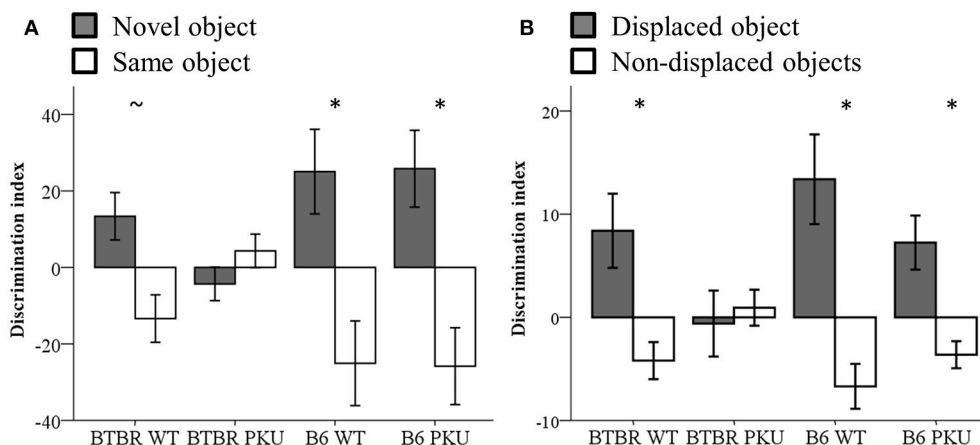 A
Novel object
Same object
Discrimination index
40
20
0
-20
-40
~
*
*
BTBR WT
BTBR PKU
B6 WT
B6 PKU
B
Displaced object
Non-displaced objects
Discrimination index
20
10
0
-10
*
*
*
BTBR WT
BTBR PKU
B6 WT
B6 PKU